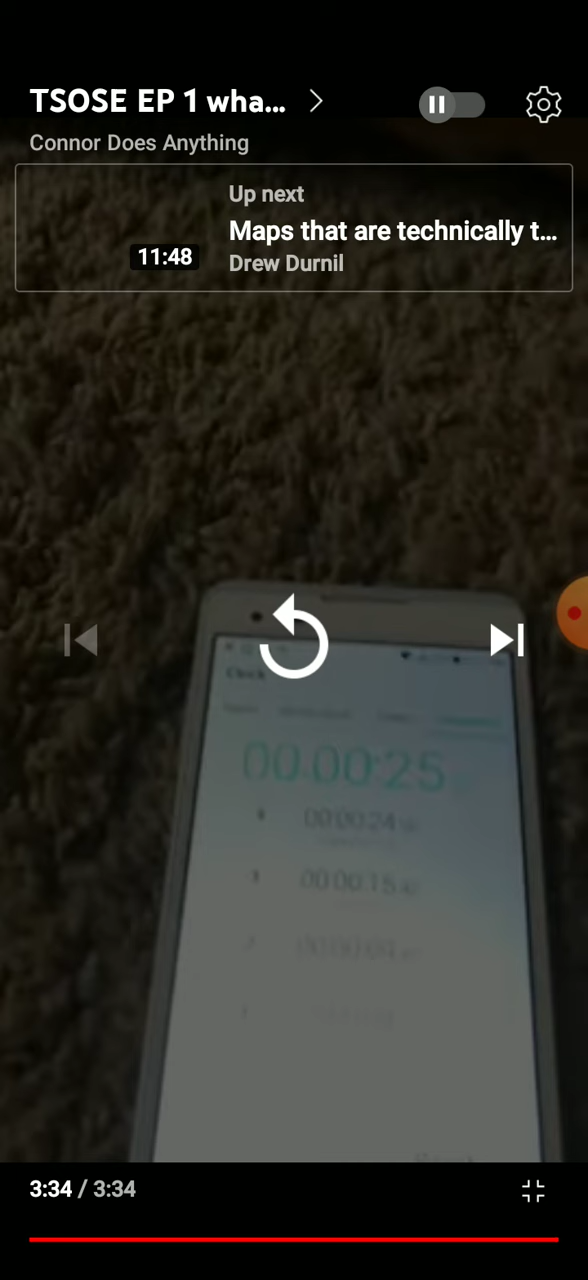 TSOSE EP 1 wha...
Connor Does Anything
Up next
Maps that are technically t...
Drew Durnil
11:48
Clock
00:00:25
00:00:24
00:00:15
3:34 / 3:34